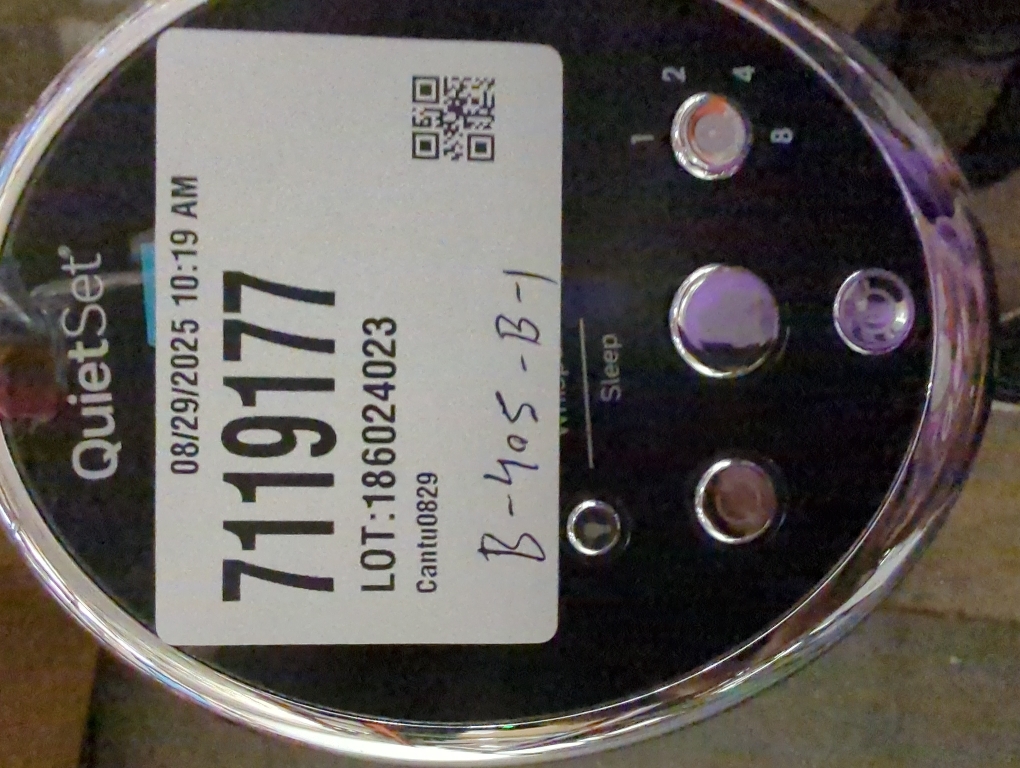 QuietSet®
08/29/2025 10:19 AM
7119177
LOT:186024023
Cantu0829
B-405-B-1
Sleep
1
2
4
8